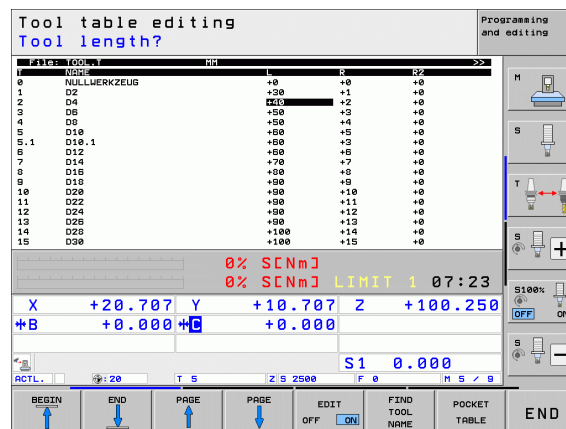 Tool table editing
Tool length?
Programming
and editing
File: TOOL.T MM >>
T NAME L R R2
0 NULLWERKZEUG +0 +0 +0
1 D2 +30 +1 +0
2 D4 +40 +2 +0
3 D6 +50 +3 +0
4 D8 +50 +4 +0
5 D10 +60 +5 +0
5.1 D10.1 +60 +3 +0
6 D12 +60 +6 +0
7 D14 +70 +7 +0
8 D16 +80 +8 +0
9 D18 +90 +9 +0
10 D20 +90 +10 +0
11 D22 +90 +11 +0
12 D24 +90 +12 +0
13 D26 +90 +13 +0
14 D28 +100 +14 +0
15 D30 +100 +15 +0
0% S[Nm]
0% S[Nm] LIMIT 1 07:23
X +20.707 Y +10.707 Z +100.250
B +0.000 C +0.000
S1 0.000
ACTL. : 20 T 5 Z S 2500 F 0 M 5 / 9
M
S
T
S
+
S100%
OFF ON
S
-
BEGIN
END
PAGE
PAGE
EDIT
OFF ON
FIND
TOOL
NAME
POCKET
TABLE
END